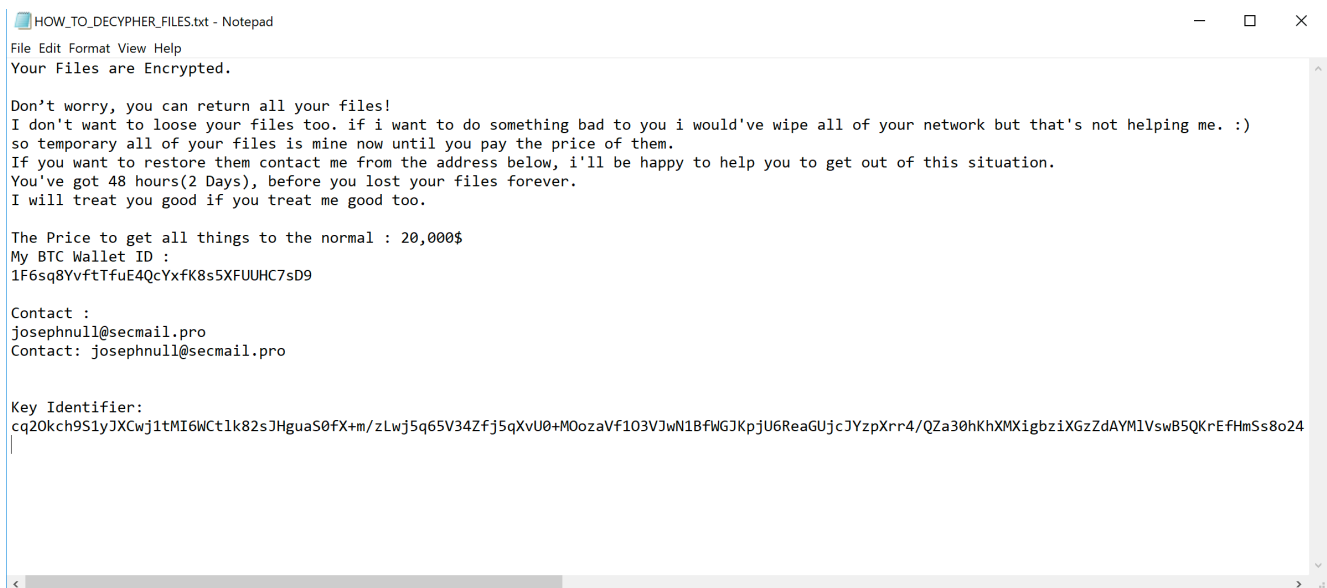 HOW_TO_DECYPHER_FILES.txt - Notepad
File Edit Format View Help
Your Files are Encrypted.
Don’t worry, you can return all your files!
I don't want to loose your files too. if i want to do something bad to you i would've wipe all of your network but that's not helping me. :)
so temporary all of your files is mine now until you pay the price of them.
If you want to restore them contact me from the address below, i'll be happy to help you to get out of this situation.
You've got 48 hours(2 Days), before you lost your files forever.
I will treat you good if you treat me good too.
The Price to get all things to the normal : 20,000$
My BTC Wallet ID :
1F6sq8YvftTfuE4QcYxfK8s5XFUUHC7sD9
Contact :
josephnull@secmail.pro
Contact: josephnull@secmail.pro
Key Identifier:
cq2Okch9S1yJXCwj1tMI6WCtlk82sJHguaS0fX+m/zLwj5q65V34Zfj5qXvU0+MOozaVf1O3VJwN1BfWGJKpjU6ReaGUjcJYzpXrr4/QZa30hKhXMXigbziXGzZdAYMlVswB5QKrEfHmSs8o24